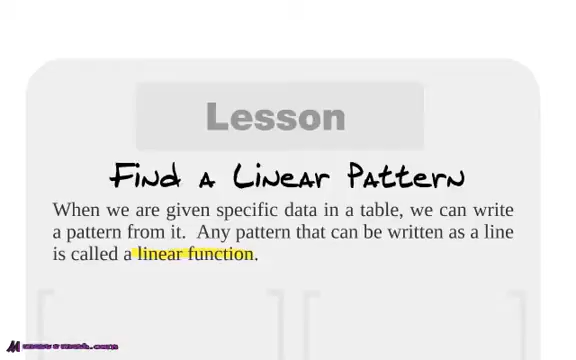 Lesson
Find a Linear Pattern
When we are given specific data in a table, we can write
a pattern from it. Any pattern that can be written as a line
is called a linear function.